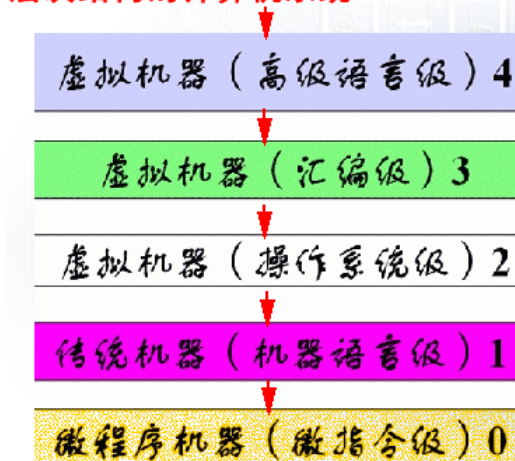 虚拟机器（高级语言级）4
虚拟机器（汇编级）3
虚拟机器（操作系统级）2
传统机器（机器语言级）1
微程序机器（微指令级）0